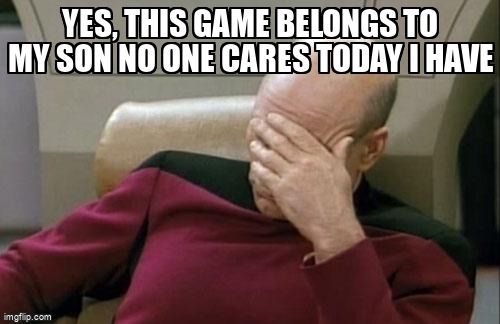 YES, THIS GAME BELONGS TO
MY SON NO ONE CARES TODAY I HAVE
imgflip.com